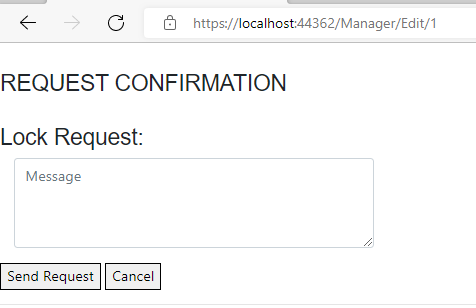 https://localhost:44362/Manager/Edit/1
REQUEST CONFIRMATION
Lock Request:
Message
Send Request Cancel